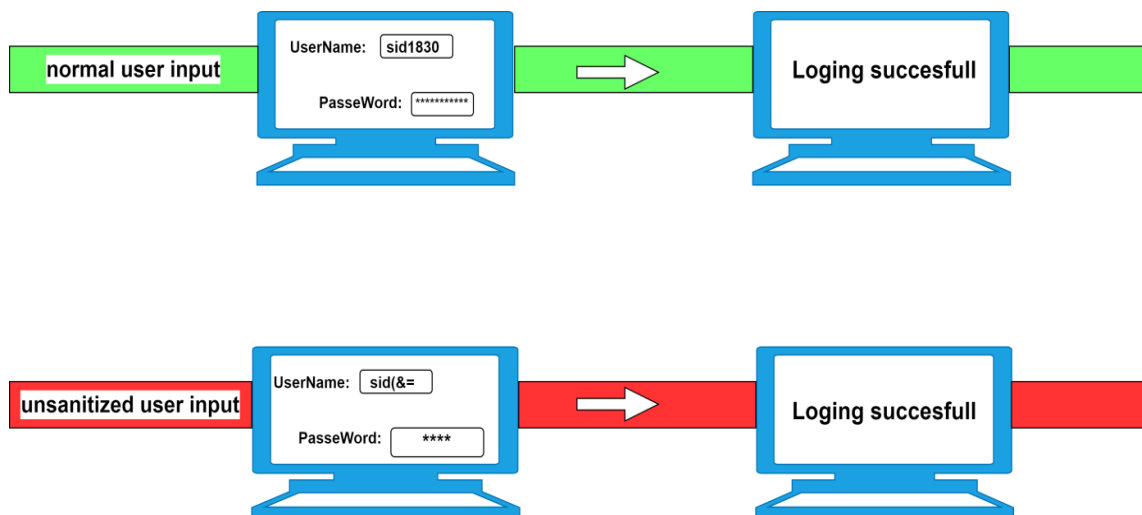 normal user input
UserName: sid1830
PasseWord: ***********
Loging succesfull
unsanitized user input
UserName: sid(&=
PasseWord: ****
Loging succesfull